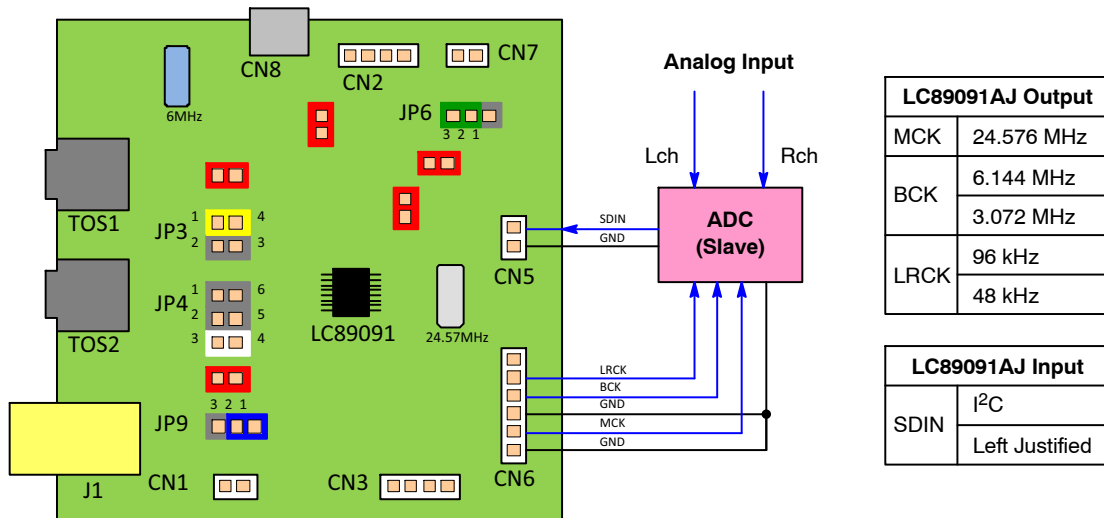 CN8
CN2
CN7
Analog Input
6MHz
JP6
3 2 1
Lch
Rch
TOS1
JP3
1 4
2 3
SDIN
GND
CN5
ADC
(Slave)
JP4
1 6
2 5
3 4
TOS2
LC89091
24.57MHz
LRCK
BCK
GND
MCK
GND
CN6
3 2 1
JP9
J1
CN1
CN3
LC89091AJ Output
MCK 24.576 MHz
BCK 6.144 MHz
3.072 MHz
LRCK 96 kHz
48 kHz
LC89091AJ Input
SDIN I²C
Left Justified